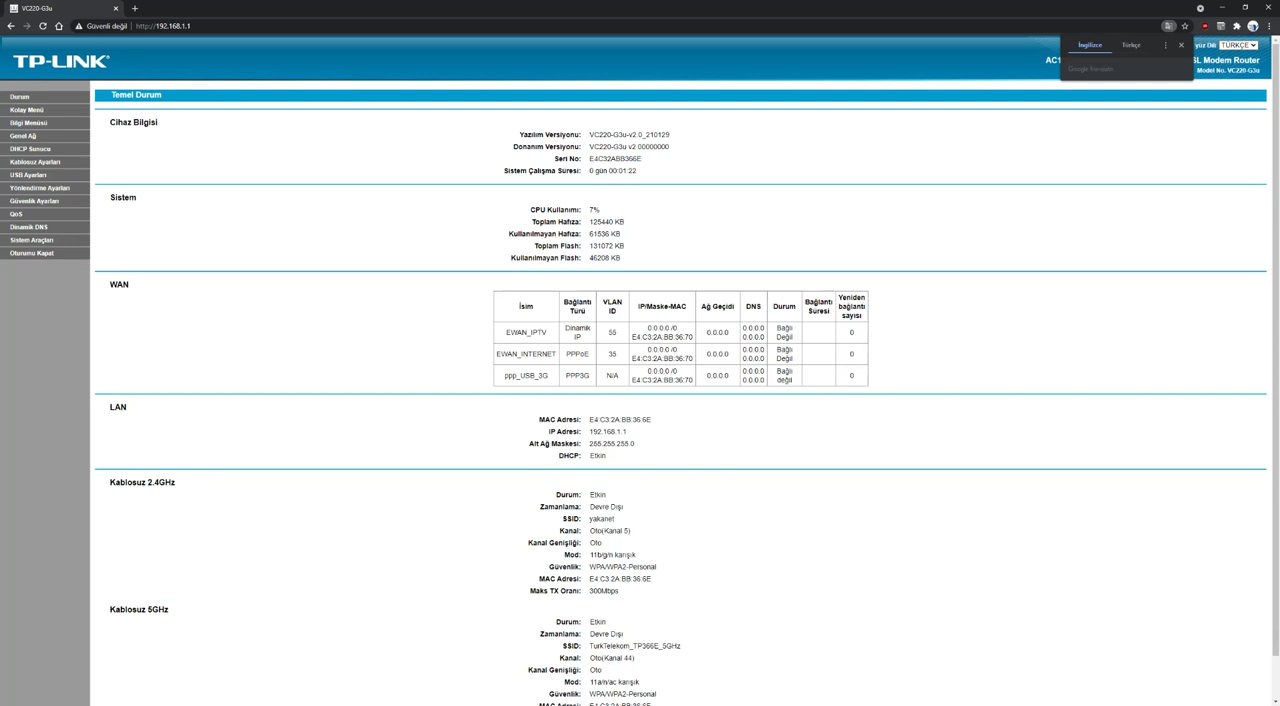 VC220-G3u
Güvenli değil | http://192.168.1.1
İngilizce Türkçe
Google Translate
yüz Dili TÜRKÇE
TP-LINK
AC1
SL Modem Router
Model No. VC220-G3u
Durum
Kolay Menü
Bilgi Menüsü
Genel Ağ
DHCP Sunucu
Kablosuz Ayarları
USB Ayarları
Yönlendirme Ayarları
Güvenlik Ayarları
QoS
Dinamik DNS
Sistem Araçları
Oturumu Kapat
Temel Durum
Cihaz Bilgisi
Yazılım Versiyonu: VC220-G3u-v2.0_210129
Donanım Versiyonu: VC220-G3u v2 00000000
Seri No: E4C32ABB366E
Sistem Çalışma Süresi: 0 gün 00:01:22
Sistem
CPU Kullanımı: 7%
Toplam Hafıza: 125440 KB
Kullanılmayan Hafıza: 61536 KB
Toplam Flash: 131072 KB
Kullanılmayan Flash: 46208 KB
WAN
İsim Bağlantı Türü VLAN ID IP/Maske-MAC Ağ Geçidi DNS Durum Bağlantı Süresi Yeniden bağlantı sayısı
EWAN_IPTV Dinamik IP 55 0.0.0.0 /0 E4:C3:2A:BB:36:70 0.0.0.0 0.0.0.0 0.0.0.0 Bağlı Değil 0
EWAN_INTERNET PPPoE 35 0.0.0.0 /0 E4:C3:2A:BB:36:70 0.0.0.0 0.0.0.0 0.0.0.0 Bağlı Değil 0
ppp_USB_3G PPP3G N/A 0.0.0.0 /0 E4:C3:2A:BB:36:70 0.0.0.0 0.0.0.0 0.0.0.0 Bağlı değil 0
LAN
MAC Adresi: E4:C3:2A:BB:36:6E
IP Adresi: 192.168.1.1
Alt Ağ Maskesi: 255.255.255.0
DHCP: Etkin
Kablosuz 2.4GHz
Durum: Etkin
Zamanlama: Devre Dışı
SSID: yakanet
Kanal: Oto(Kanal 5)
Kanal Genişliği: Oto
Mod: 11b/g/n karışık
Güvenlik: WPA/WPA2-Personal
MAC Adresi: E4:C3:2A:BB:36:6E
Maks TX Oranı: 300Mbps
Kablosuz 5GHz
Durum: Etkin
Zamanlama: Devre Dışı
SSID: TurkTelekom_TP366E_5GHz
Kanal: Oto(Kanal 44)
Kanal Genişliği: Oto
Mod: 11a/n/ac karışık
Güvenlik: WPA/WPA2-Personal